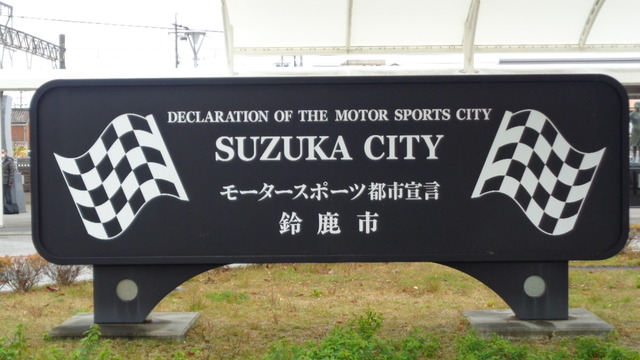 DECLARATION OF THE MOTOR SPORTS CITY
SUZUKA CITY
モータースポーツ都市宣言
鈴鹿市